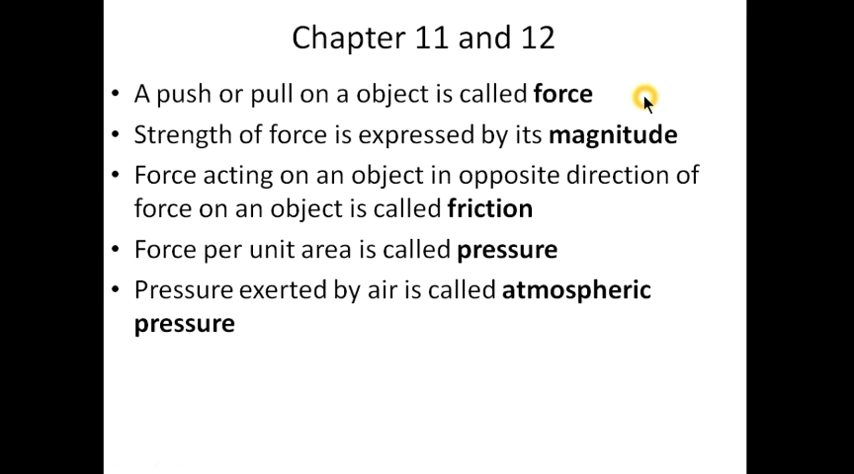 Chapter 11 and 12
• A push or pull on a object is called force
• Strength of force is expressed by its magnitude
• Force acting on an object in opposite direction of
force on an object is called friction
• Force per unit area is called pressure
• Pressure exerted by air is called atmospheric
pressure